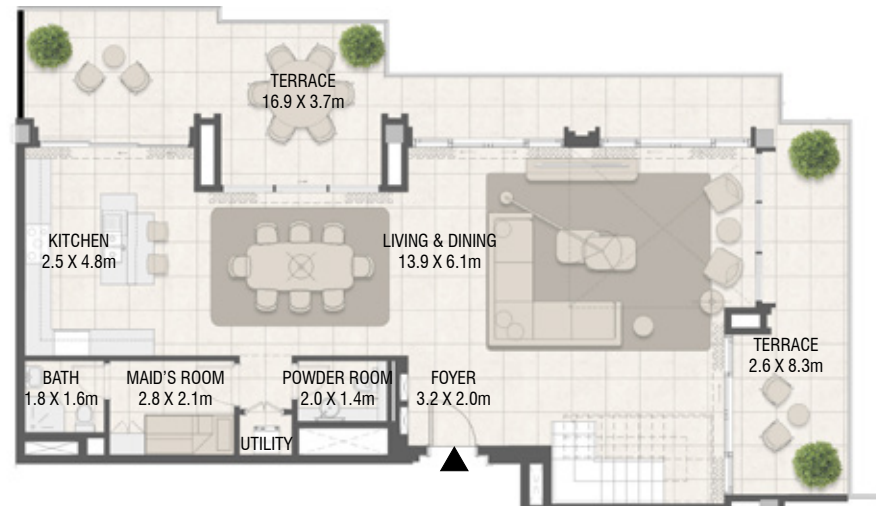 TERRACE
16.9 X 3.7m
KITCHEN
2.5 X 4.8m
LIVING & DINING
13.9 X 6.1m
TERRACE
2.6 X 8.3m
BATH
1.8 X 1.6m
MAID'S ROOM
2.8 X 2.1m
POWDER ROOM
2.0 X 1.4m
FOYER
3.2 X 2.0m
UTILITY